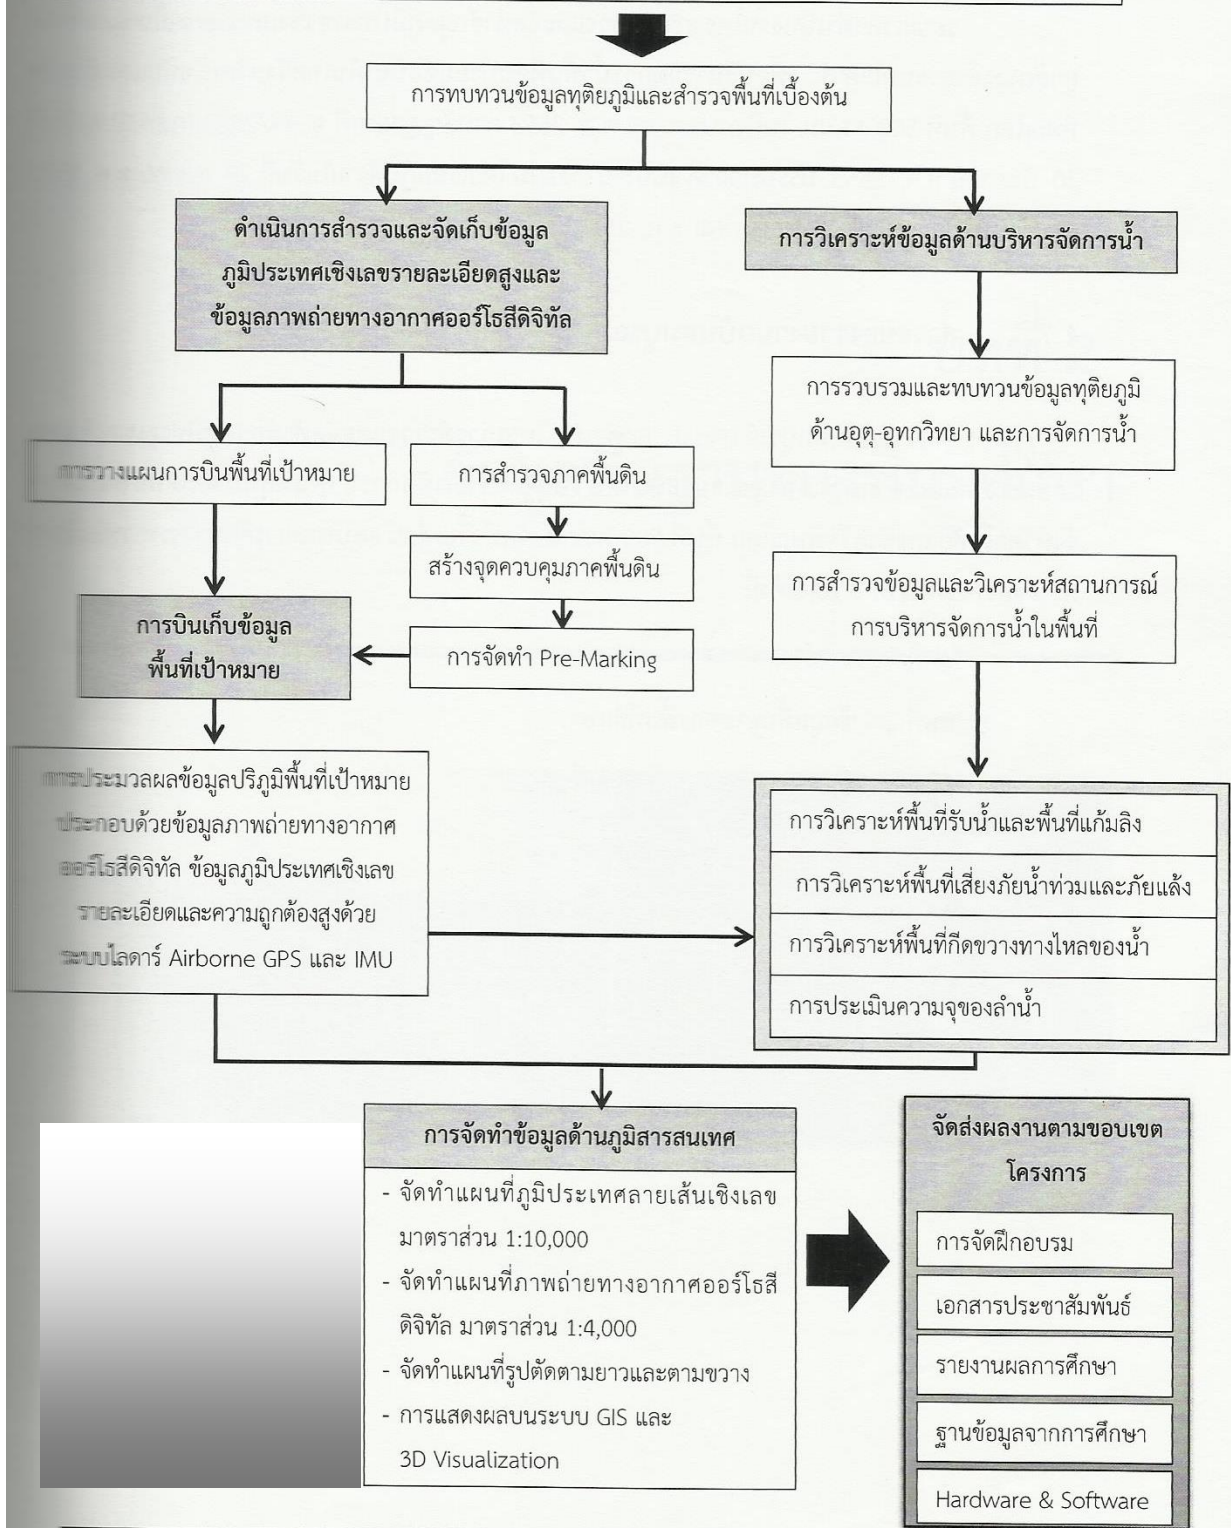 การทบทวนข้อมูลทุติยภูมิและสำรวจพื้นที่เบื้องต้น
ดำเนินการสำรวจและจัดเก็บข้อมูล
ภูมิประเทศเชิงเลขรายละเอียดสูงและ
ข้อมูลภาพถ่ายทางอากาศออร์โธสีดิจิทัล
การวิเคราะห์ข้อมูลด้านบริหารจัดการน้ำ
การรวบรวมและทบทวนข้อมูลทุติยภูมิ
ด้านอุตุ-อุทกวิทยา และการจัดการน้ำ
การวางแผนการบินพื้นที่เป้าหมาย
การสำรวจภาคพื้นดิน
สร้างจุดควบคุมภาคพื้นดิน
การจัดทำ Pre-Marking
การบินเก็บข้อมูล
พื้นที่เป้าหมาย
การสำรวจข้อมูลและวิเคราะห์สถานการณ์
การบริหารจัดการน้ำในพื้นที่
การประมวลผลข้อมูลปริภูมิพื้นที่เป้าหมาย
ประกอบด้วยข้อมูลภาพถ่ายทางอากาศ
ออร์โธสีดิจิทัล ข้อมูลภูมิประเทศเชิงเลข
รายละเอียดและความถูกต้องสูงด้วย
ระบบไลดาร์ Airborne GPS และ IMU
การวิเคราะห์พื้นที่รับน้ำและพื้นที่แก้มลิง
การวิเคราะห์พื้นที่เสี่ยงภัยน้ำท่วมและภัยแล้ง
การวิเคราะห์พื้นที่กีดขวางทางไหลของน้ำ
การประเมินความจุของลำน้ำ
การจัดทำข้อมูลด้านภูมิสารสนเทศ
- จัดทำแผนที่ภูมิประเทศลายเส้นเชิงเลข
มาตราส่วน 1:10,000
- จัดทำแผนที่ภาพถ่ายทางอากาศออร์โธสี
ดิจิทัล มาตราส่วน 1:4,000
- จัดทำแผนที่รูปตัดตามยาวและตามขวาง
- การแสดงผลบนระบบ GIS และ
3D Visualization
จัดส่งผลงานตามขอบเขต
โครงการ
การจัดฝึกอบรม
เอกสารประชาสัมพันธ์
รายงานผลการศึกษา
ฐานข้อมูลจากการศึกษา
Hardware & Software